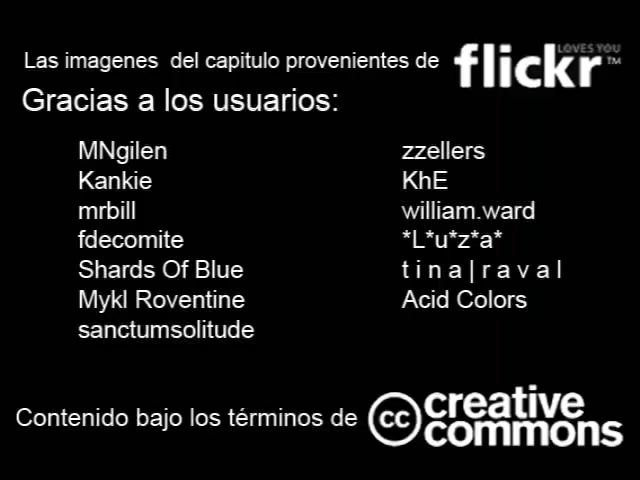 Las imagenes del capitulo provenientes de flickr LOVES YOU ™
Gracias a los usuarios:
MNgilen
Kankie
mrbill
fdecomite
Shards Of Blue
Mykl Roventine
sanctumsolitude
zzellers
KhE
william.ward
*L*u*z*a*
t i n a | r a v a l
Acid Colors
Contenido bajo los términos de cc creative commons